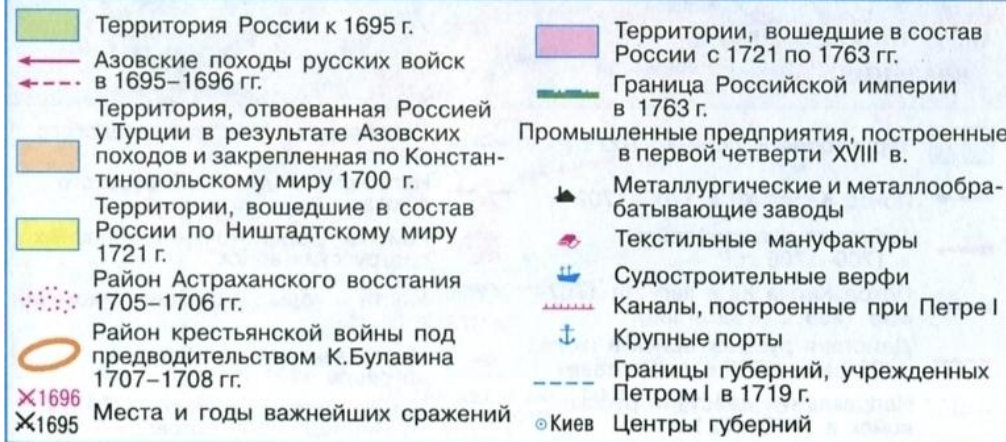 Территория России к 1695 г.
Азовские походы русских войск
в 1695–1696 гг.
Территория, отвоеванная Россией
у Турции в результате Азовских
походов и закрепленная по Констан-
тинопольскому миру 1700 г.
Территории, вошедшие в состав
России по Ништадтскому миру
1721 г.
Район Астраханского восстания
1705–1706 гг.
Район крестьянской войны под
предводительством К.Булавина
1707–1708 гг.
1696
1695
Места и годы важнейших сражений
Территории, вошедшие в состав
России с 1721 по 1763 гг.
Граница Российской империи
в 1763 г.
Промышленные предприятия, построенные
в первой четверти XVIII в.
Металлургические и металлообра-
батывающие заводы
Текстильные мануфактуры
Судостроительные верфи
Каналы, построенные при Петре I
Крупные порты
Границы губерний, учрежденных
Петром I в 1719 г.
Киев Центры губерний